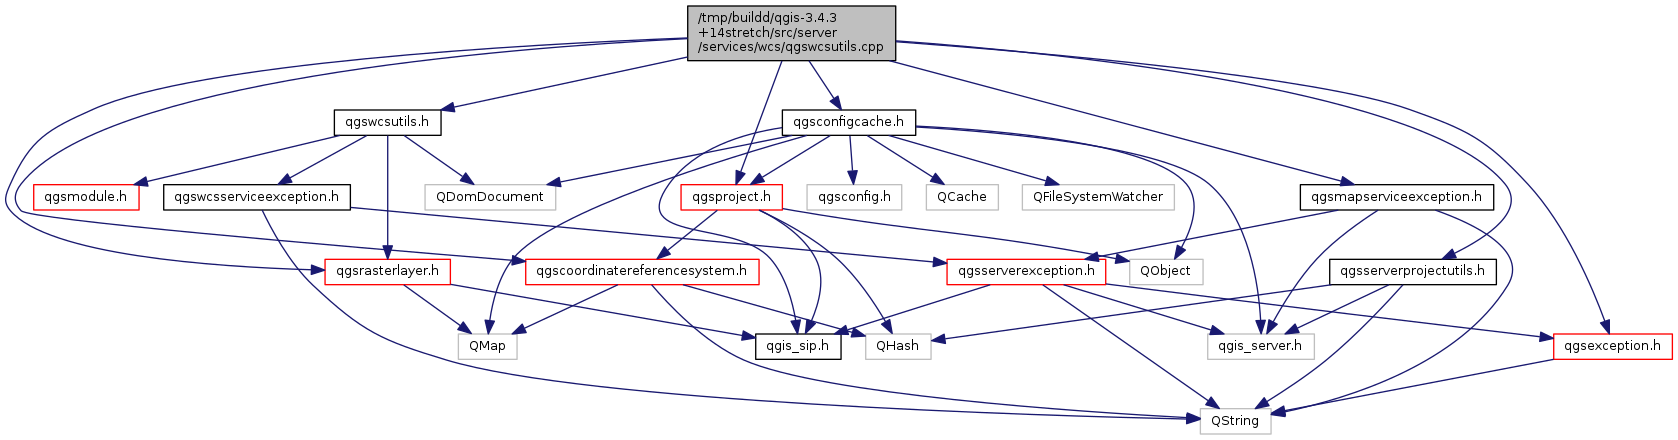 /tmp/buildd/qgis-3.4.3
+14stretch/src/server
/services/wcs/qgswcsutils.cpp
qgswcsutils.h
qgsconfigcache.h
qgsmodule.h
qgswcsserviceexception.h
QDomDocument
qgsproject.h
qgsconfig.h
QCache
QFileSystemWatcher
qgsmapserviceexception.h
qgsrasterlayer.h
qgscoordinatereferencesystem.h
qgsserverexception.h
QObject
qgsserverprojectutils.h
QMap
qgis_sip.h
QHash
qgis_server.h
qgsexception.h
QString